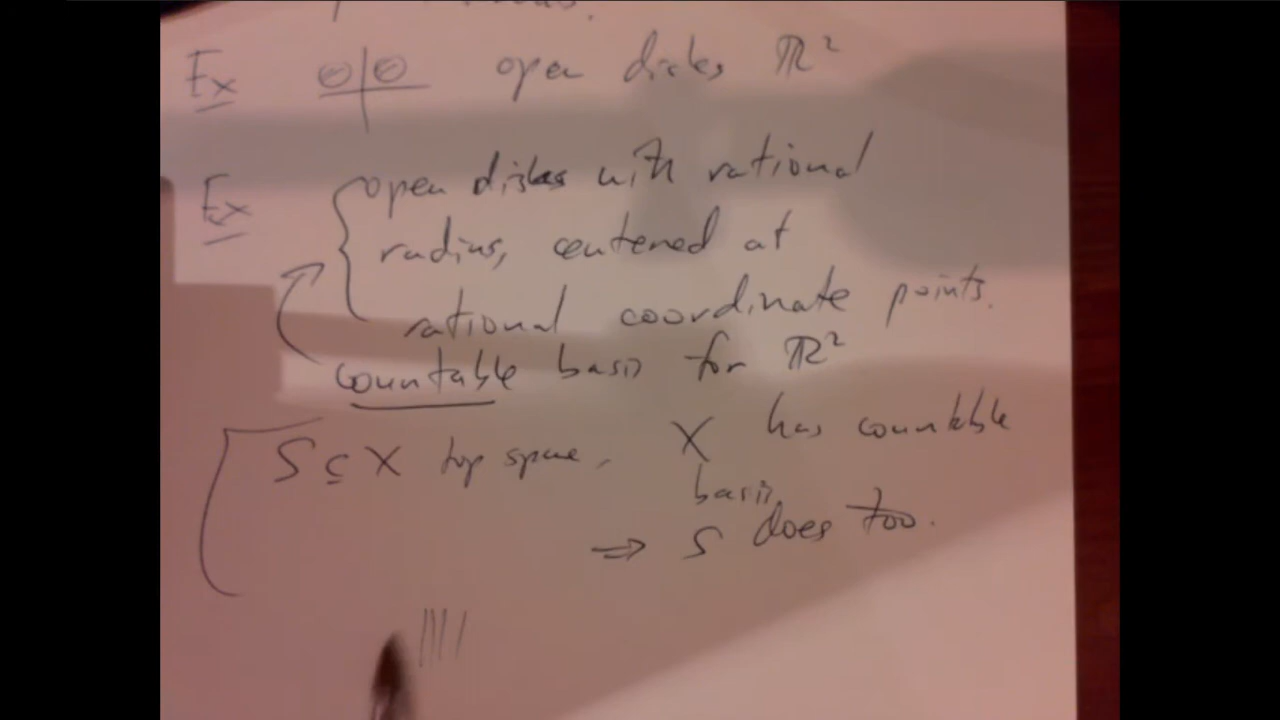 Ex open disks ℝ²
Ex open disks with rational
radius, centered at
rational coordinate points.
countable basis for ℝ²
S ⊆ X top space, X has countable
basis
⇒ S does too.